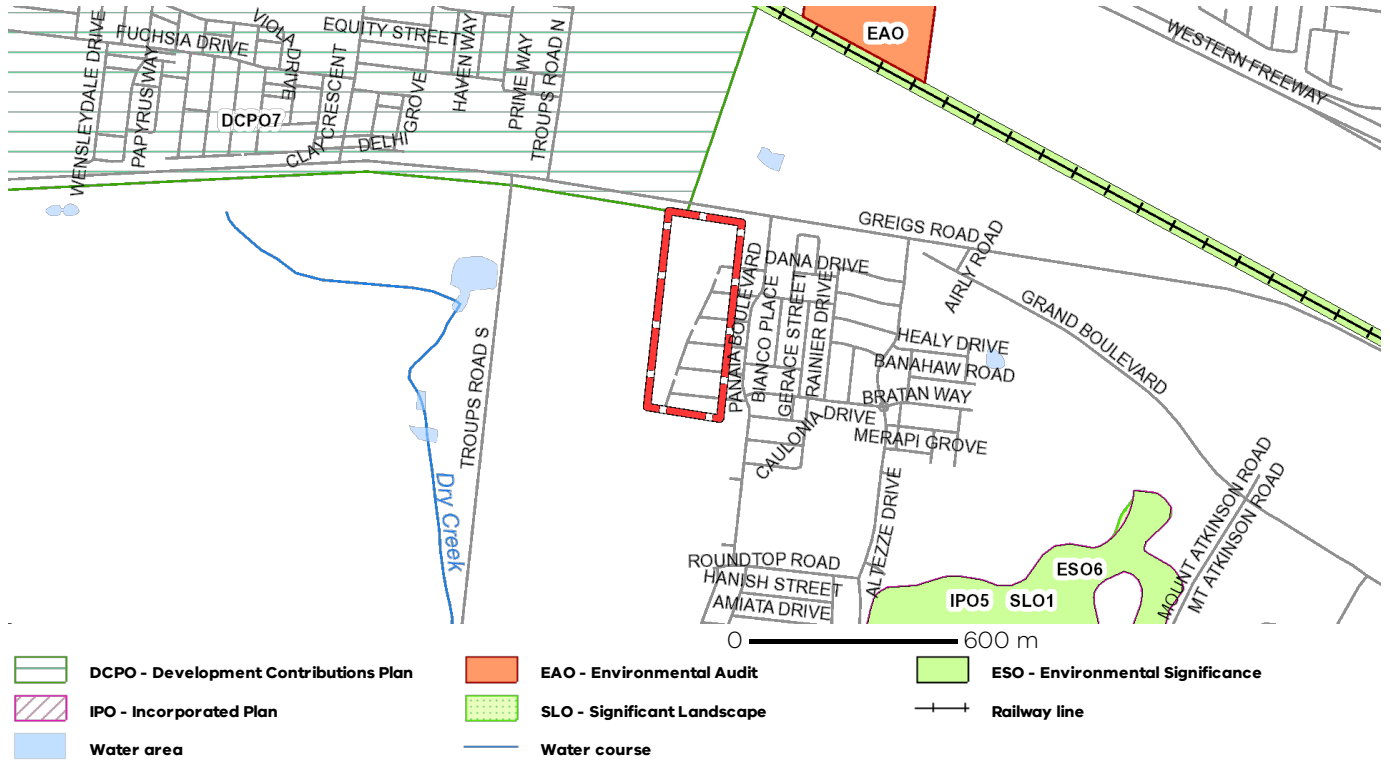 WENSLEYDALE DRIVE
FUCHSIA DRIVE
PAPYRUS WAY
VIOLA
DRIVE
EQUITY STREET
CRESCENT
CLAY
DELHI
GROVE
HAVEN WAY
PRIME WAY
TROUPS ROAD N
DCPO7
EAO
WESTERN FREEWAY
GREIGS ROAD
AIRLY ROAD
GRAND BOULEVARD
DANA DRIVE
PANAIA BOULEVARD
BIANCO PLACE
GERACE STREET
RAINIER DRIVE
HEALY DRIVE
BANAHAW ROAD
BRATAN WAY
CAULONIA
DRIVE
MERAPI GROVE
TROUPS ROAD S
Dry Creek
ALTEZZE DRIVE
MOUNT ATKINSON ROAD
MT ATKINSON ROAD
ROUNDTOP ROAD
HANISH STREET
AMIATA DRIVE
ESO6
IPO5
SLO1
0 600 m
DCPO - Development Contributions Plan
EAO - Environmental Audit
ESO - Environmental Significance
IPO - Incorporated Plan
SLO - Significant Landscape
Railway line
Water area
Water course